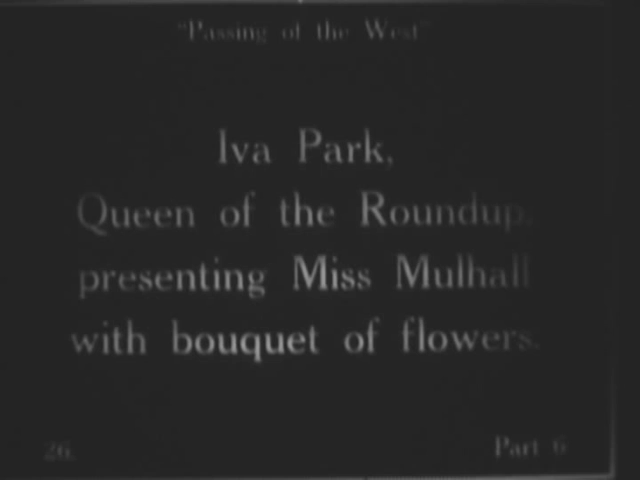 "Passing of the West"
Iva Park,
Queen of the Roundup,
presenting Miss Mulhall
with bouquet of flowers.
26.
Part 6